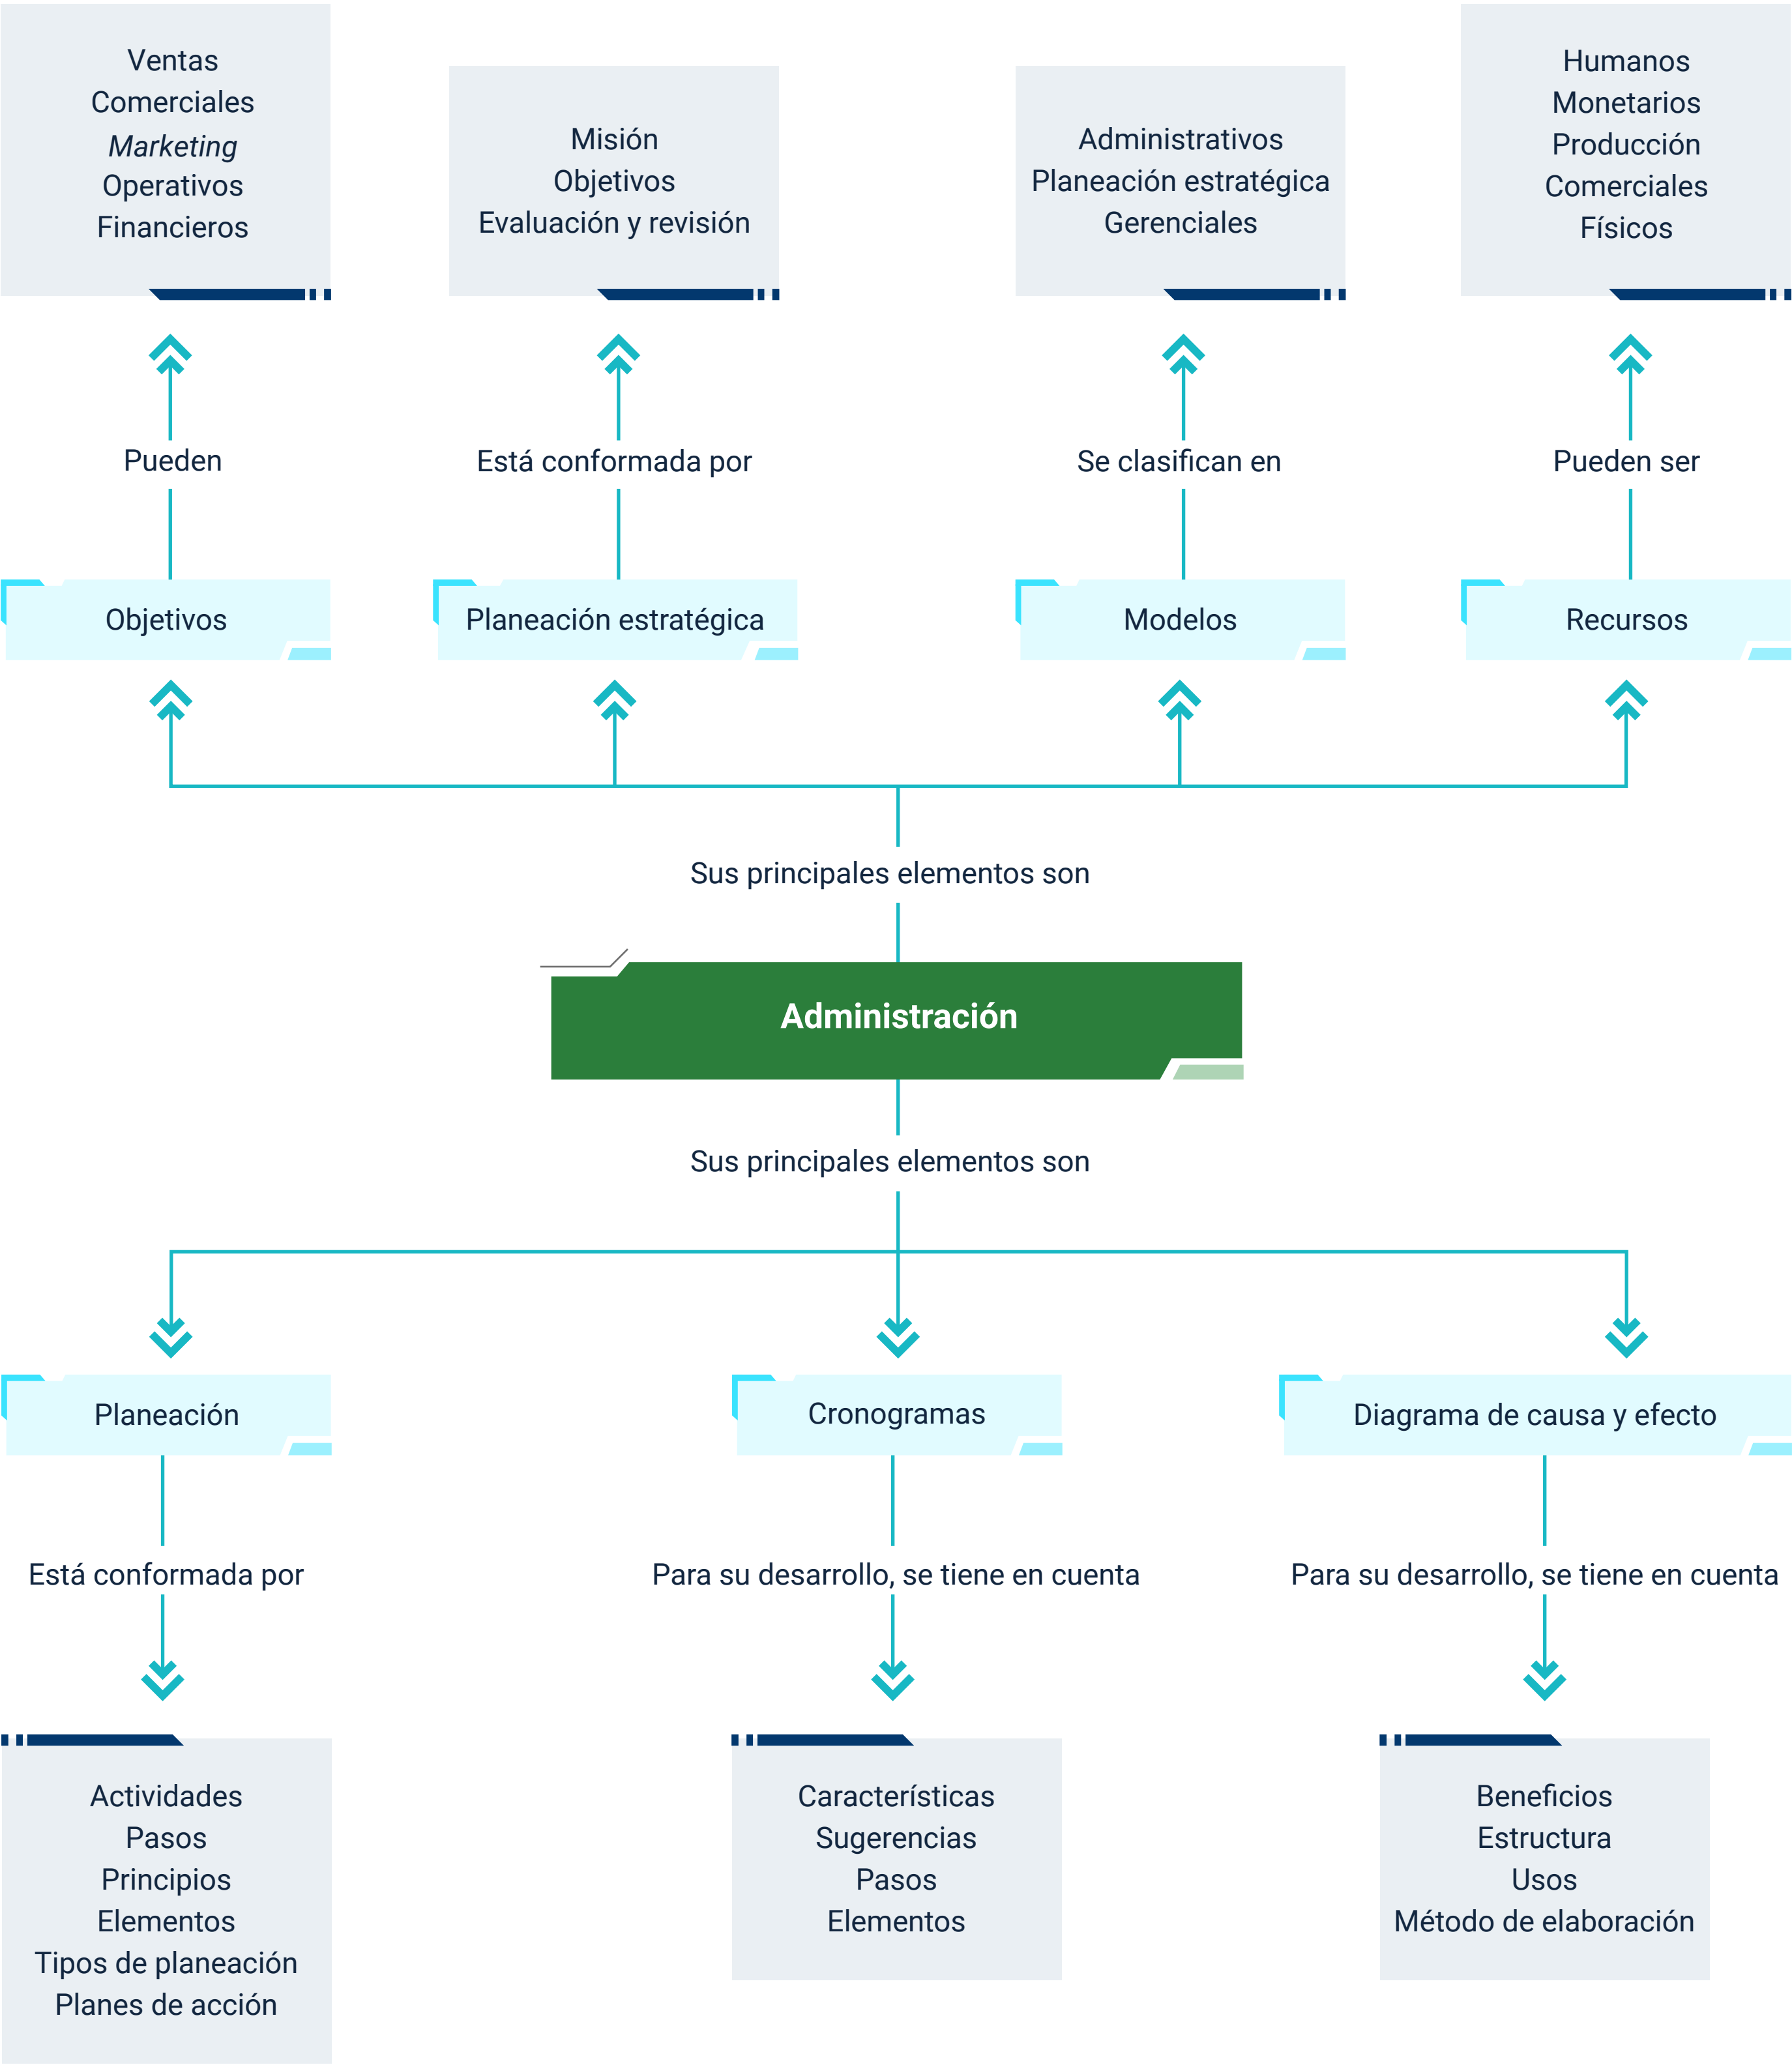 Ventas
Comerciales
Marketing
Operativos
Financieros
Misión
Objetivos
Evaluación y revisión
Administrativos
Planeación estratégica
Gerenciales
Humanos
Monetarios
Producción
Comerciales
Físicos
Pueden
Está conformada por
Se clasifican en
Pueden ser
Objetivos
Planeación estratégica
Modelos
Recursos
Sus principales elementos son
Administración
Sus principales elementos son
Planeación
Cronogramas
Diagrama de causa y efecto
Está conformada por
Para su desarrollo, se tiene en cuenta
Para su desarrollo, se tiene en cuenta
Actividades
Pasos
Principios
Elementos
Tipos de planeación
Planes de acción
Características
Sugerencias
Pasos
Elementos
Beneficios
Estructura
Usos
Método de elaboración